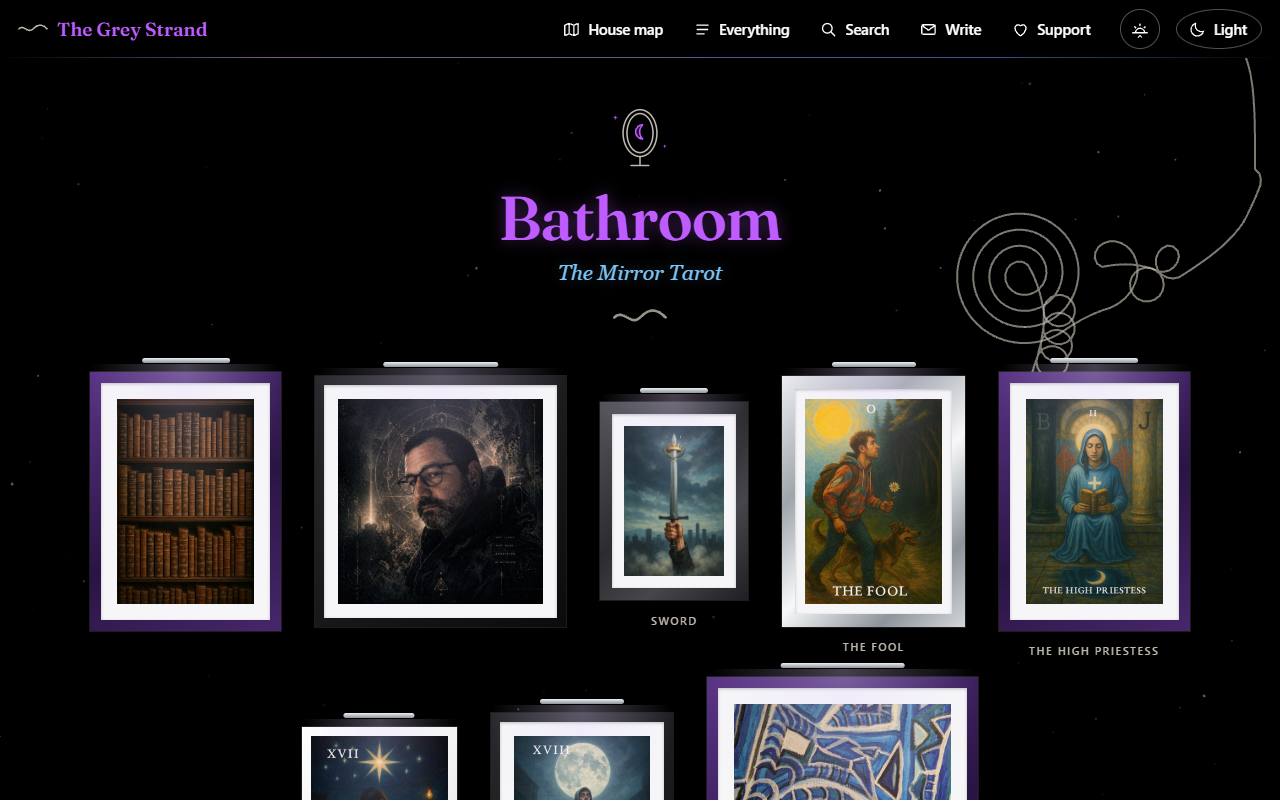 The Grey Strand
House map
Everything
Search
Write
Support
Light
Bathroom
The Mirror Tarot
0
THE FOOL
B
II
J
THE HIGH PRIESTESS
SWORD
THE FOOL
THE HIGH PRIESTESS
XVII
XVIII